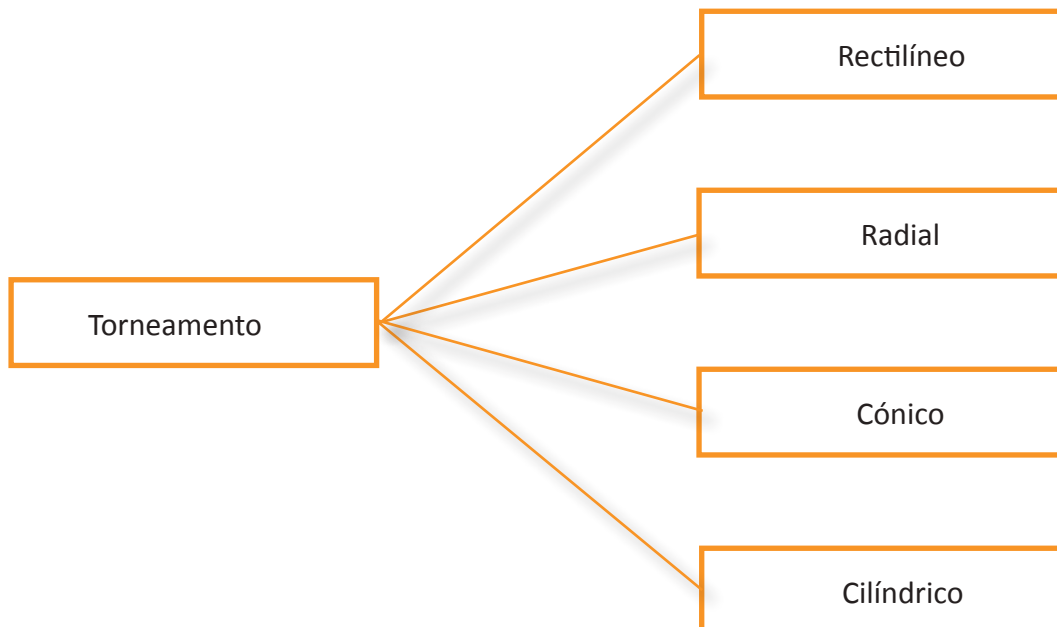 Rectilíneo
Radial
Torneamento
Cónico
Cilíndrico